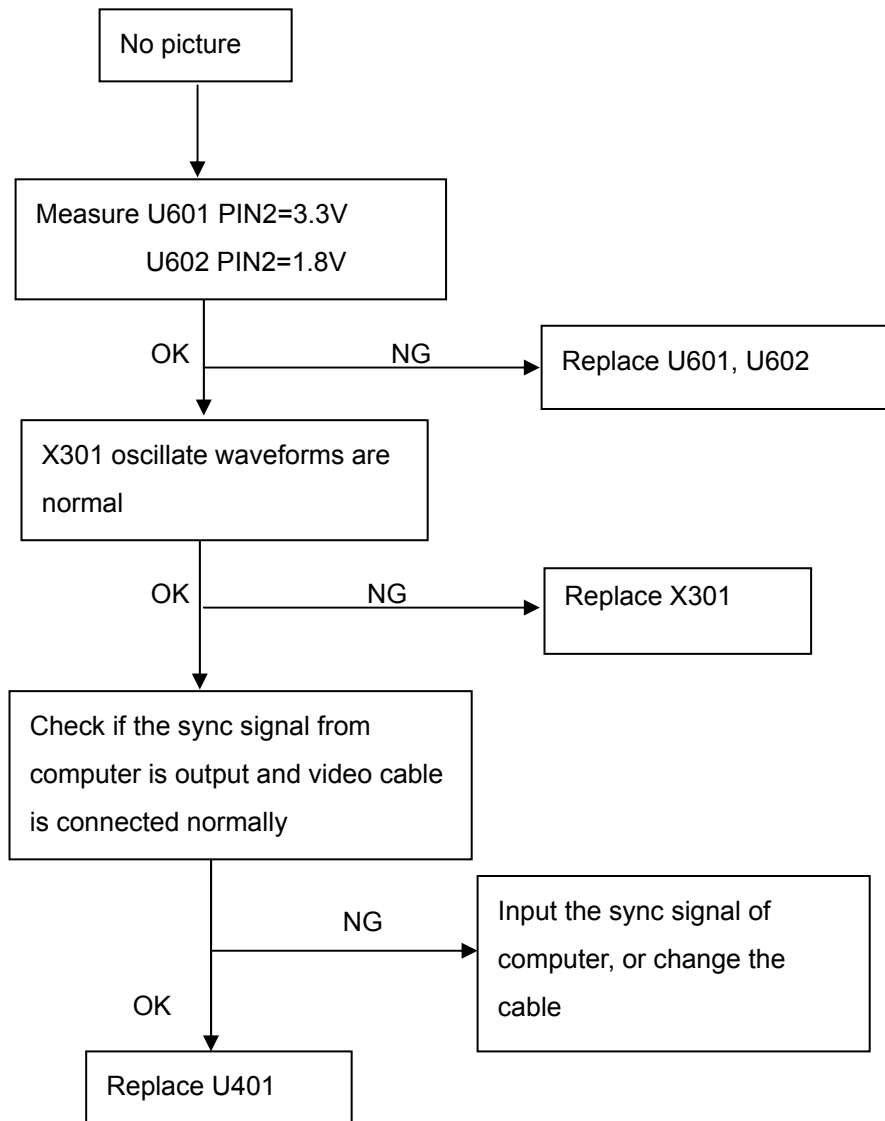 No picture
Measure U601 PIN2=3.3V
U602 PIN2=1.8V
OK
NG
Replace U601, U602
X301 oscillate waveforms are
normal
OK
NG
Replace X301
Check if the sync signal from
computer is output and video cable
is connected normally
NG
Input the sync signal of
computer, or change the
cable
OK
Replace U401